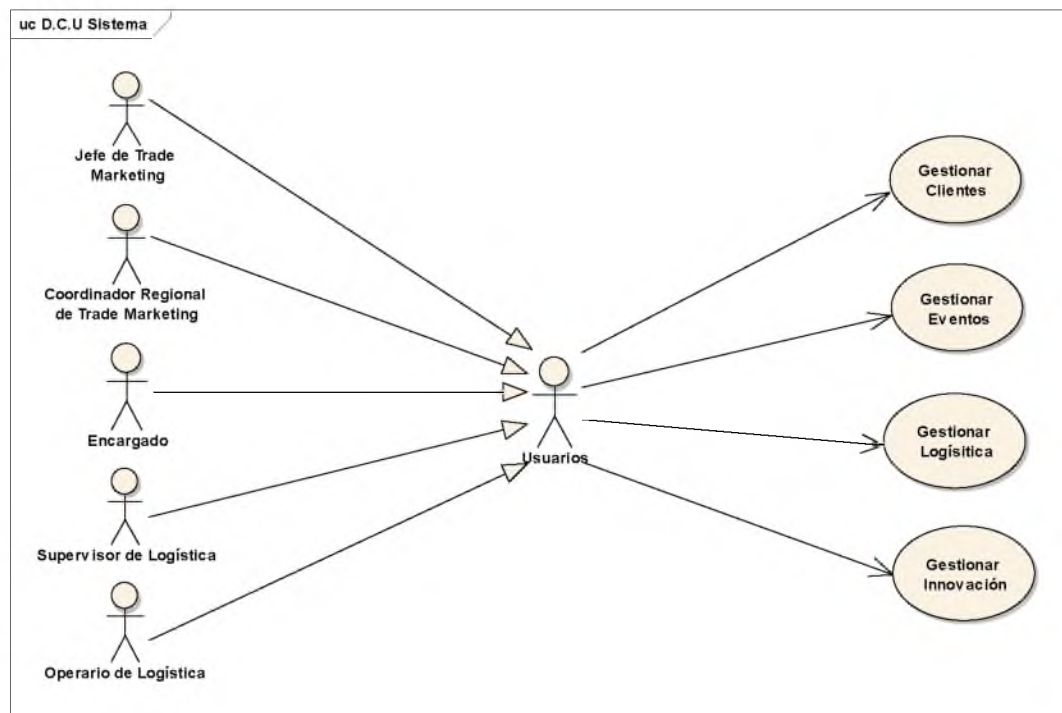 uc D.C.U Sistema
Jefe de Trade
Marketing
Coordinador Regional
de Trade Marketing
Encargado
Supervisor de Logística
Operario de Logística
Usuarios
Gestionar
Clientes
Gestionar
Eventos
Gestionar
Logísitica
Gestionar
Innovación